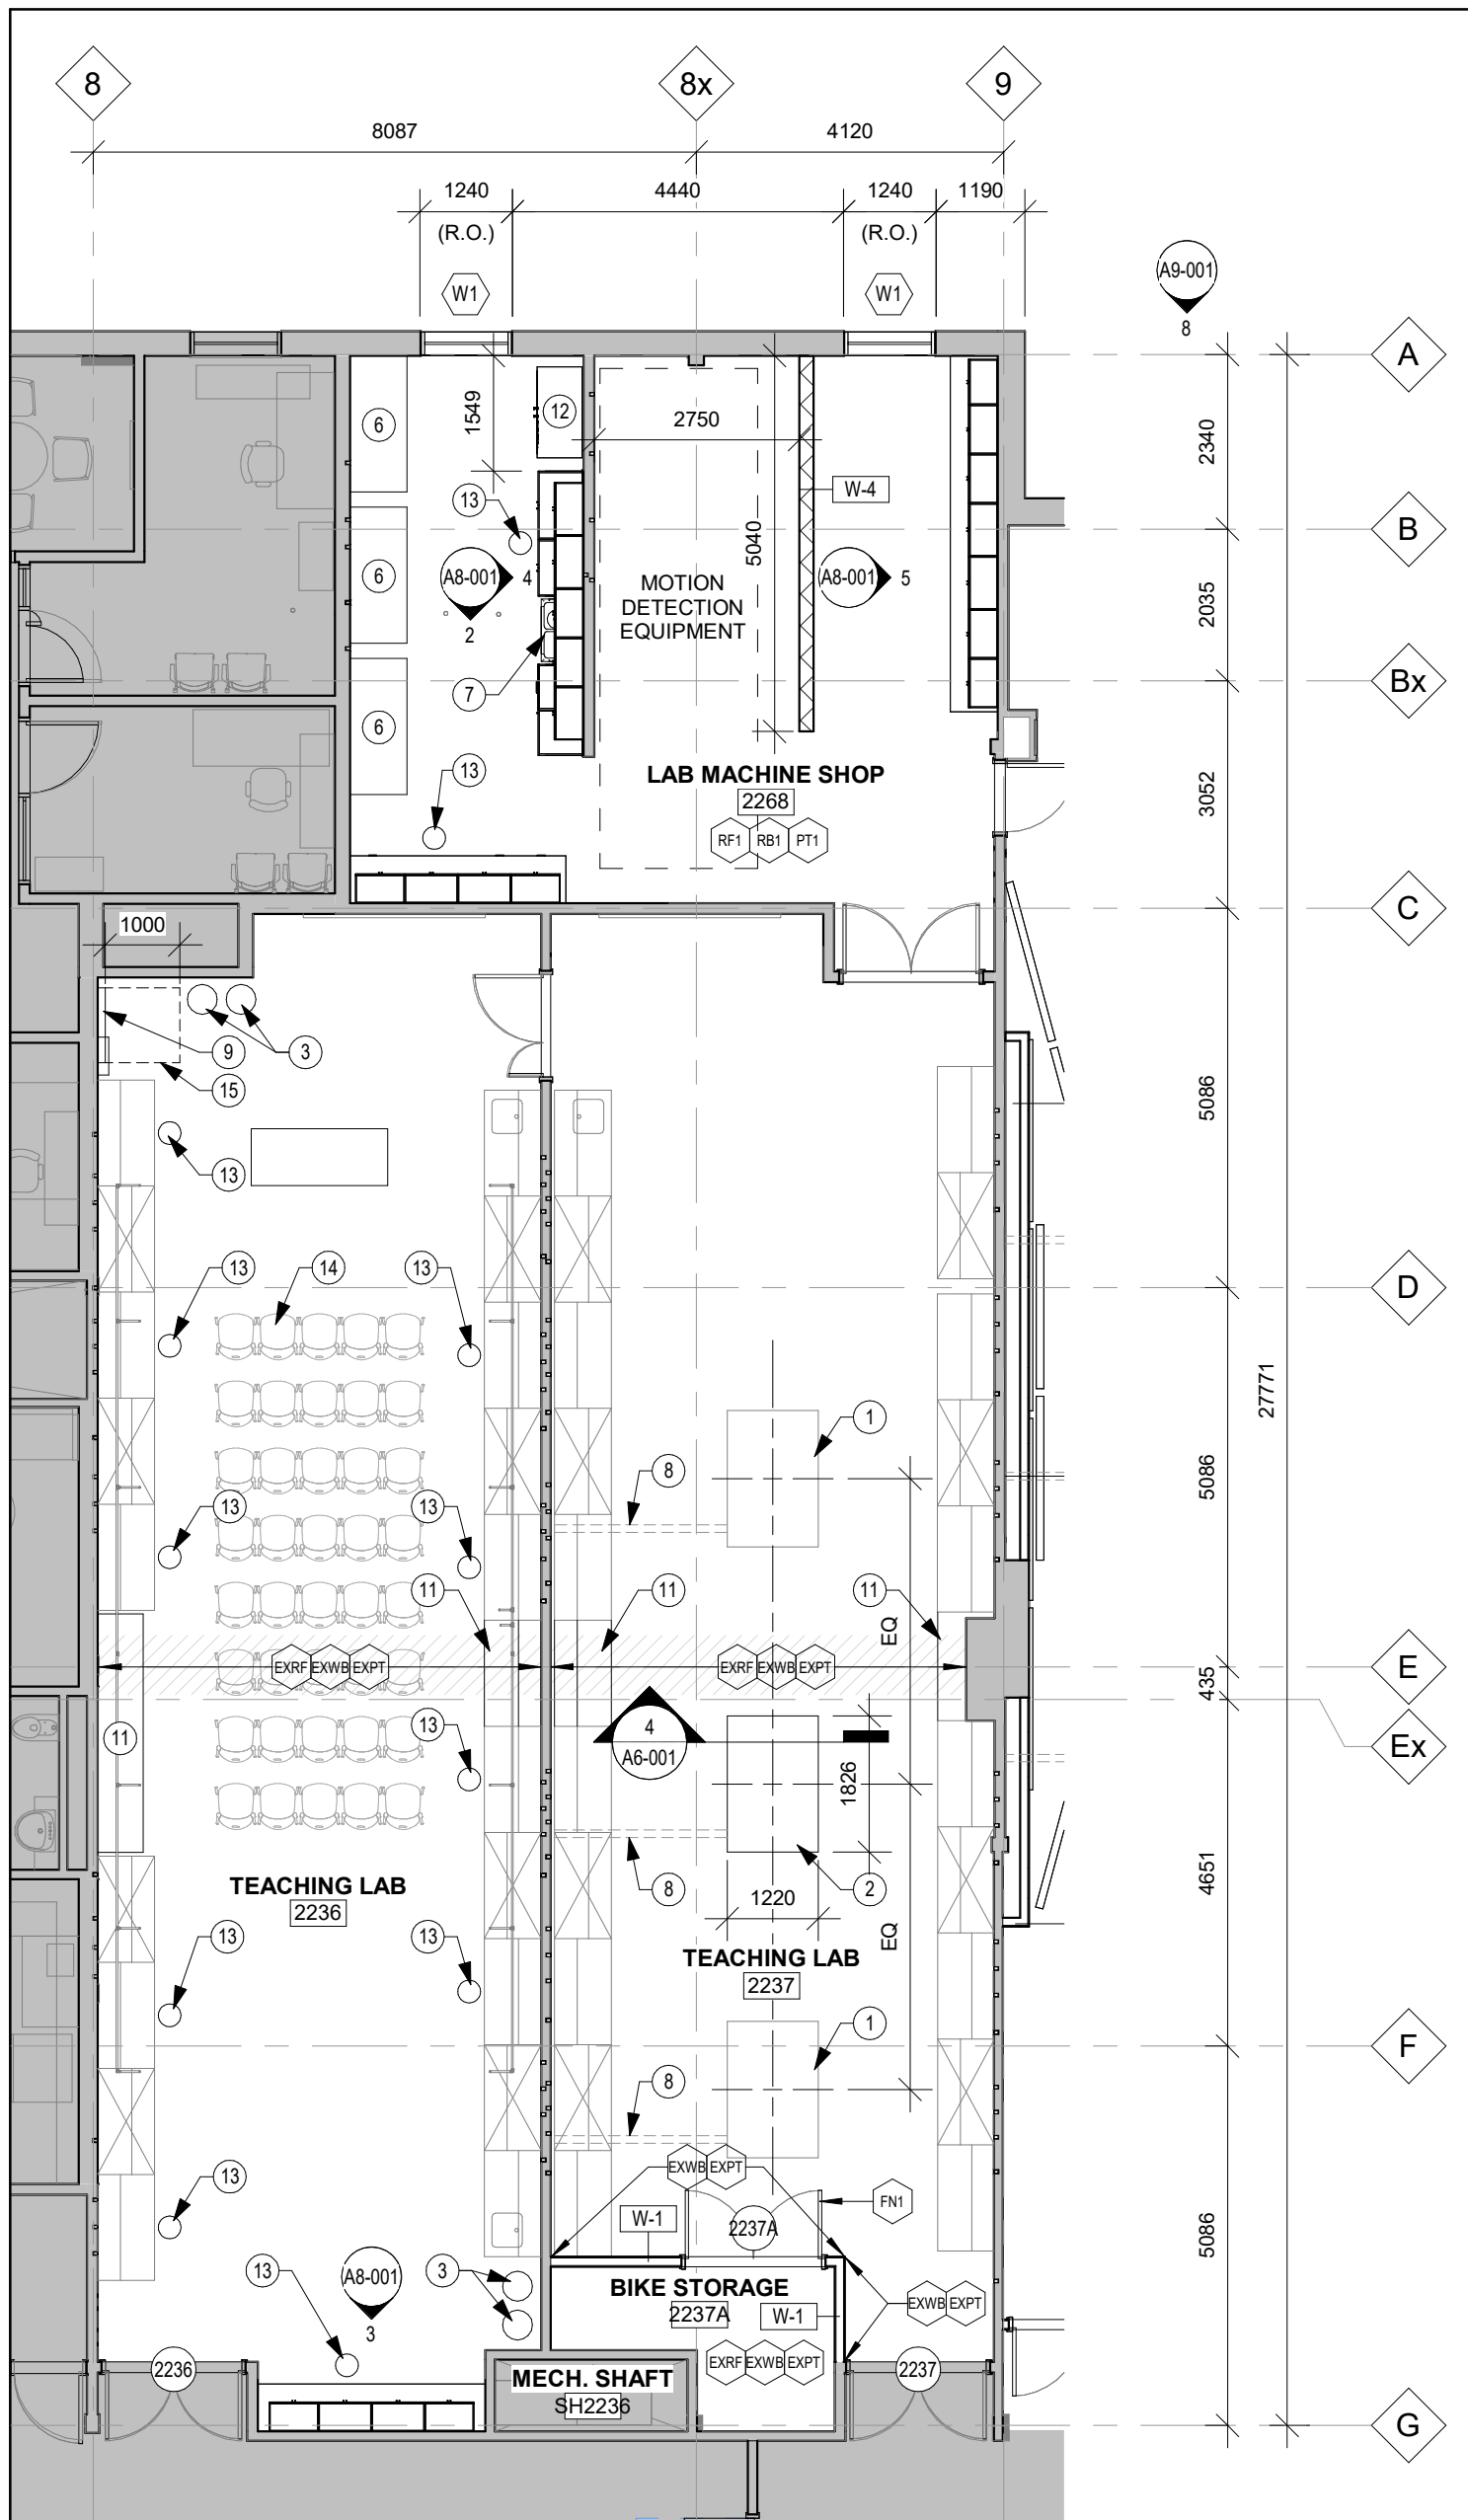 8
8x
9
8087
4120
1240
4440
1240
1190
(R.O.)
(R.O.)
W1
W1
A9-001
8
A
6
12
1549
2750
2340
W-4
13
B
5040
A8-001
4
2
6
MOTION
DETECTION
EQUIPMENT
A8-001
5
2035
7
Bx
6
13
LAB MACHINE SHOP
2268
RF1
RB1
PT1
3052
C
1000
9
3
15
13
5086
13
14
13
D
27771
1
8
13
13
5086
11
11
11
EQ
EXRF
EXWB
EXPT
EXRF
EXWB
EXPT
E
435
11
13
4
A6-001
Ex
1826
TEACHING LAB
2236
8
1220
2
4651
13
13
EQ
TEACHING LAB
2237
1
F
8
13
EXWB
EXPT
FN1
W-1
2237A
5086
13
A8-001
3
3
BIKE STORAGE
2237A
W-1
EXWB
EXPT
2236
MECH. SHAFT
SH2236
EXRF
EXWB
EXPT
2237
G